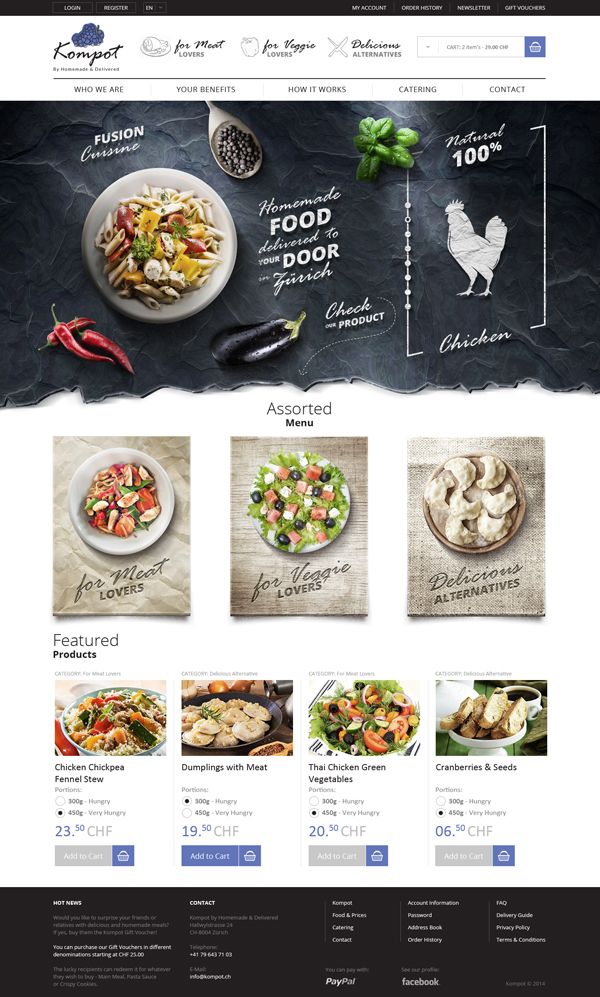 LOGIN
REGISTER
EN
MY ACCOUNT
ORDER HISTORY
NEWSLETTER
GIFT VOUCHERS
Kompot
By Homemade & Delivered
for Meat
LOVERS
for Veggie
LOVERS
Delicious
ALTERNATIVES
CART: 2 item's - 39.00 CHF
WHO WE ARE
YOUR BENEFITS
HOW IT WORKS
CATERING
CONTACT
FUSION
Cuisine
Homemade
FOOD
delivered to
YOUR DOOR
in Zürich
Check
OUR PRODUCT
Natural
100%
Chicken
Assorted
Menu
for Meat
LOVERS
for Veggie
LOVERS
Delicious
ALTERNATIVES
Featured
Products
CATEGORY: For Meat Lovers
Chicken Chickpea
Fennel Stew
Portions:
300g - Hungry
450g - Very Hungry
23.50 CHF
Add to Cart
CATEGORY: Delicious Alternative
Dumplings with Meat
Portions:
300g - Hungry
450g - Very Hungry
19.50 CHF
Add to Cart
CATEGORY: For Meat Lovers
Thai Chicken Green
Vegetables
Portions:
300g - Hungry
450g - Very Hungry
20.50 CHF
Add to Cart
CATEGORY: Delicious Alternative
Cranberries & Seeds
Portions:
300g - Hungry
450g - Very Hungry
06.50 CHF
Add to Cart
HOT NEWS
Would you like to surprise your friends or
relatives with delicious and homemade meals?
If yes, buy them the Kompot Gift Voucher!
You can purchase our Gift Vouchers in different
denominations starting at CHF 25.00
The lucky recipients can redeem it for whatever
they wish to buy - Main Meal, Pasta Sauce
or Crispy Cookies.
CONTACT
Kompot by Homemade & Delivered
Hallwylstrasse 24
CH-8004 Zürich
Telephone:
+41 79 643 71 03
E-Mail:
info@kompot.ch
Kompot
Food & Prices
Catering
Contact
Account Information
Password
Address Book
Order History
FAQ
Delivery Guide
Privacy Policy
Terms & Conditions
You can pay with:
PayPal
See our profile:
facebook
Kompot © 2014